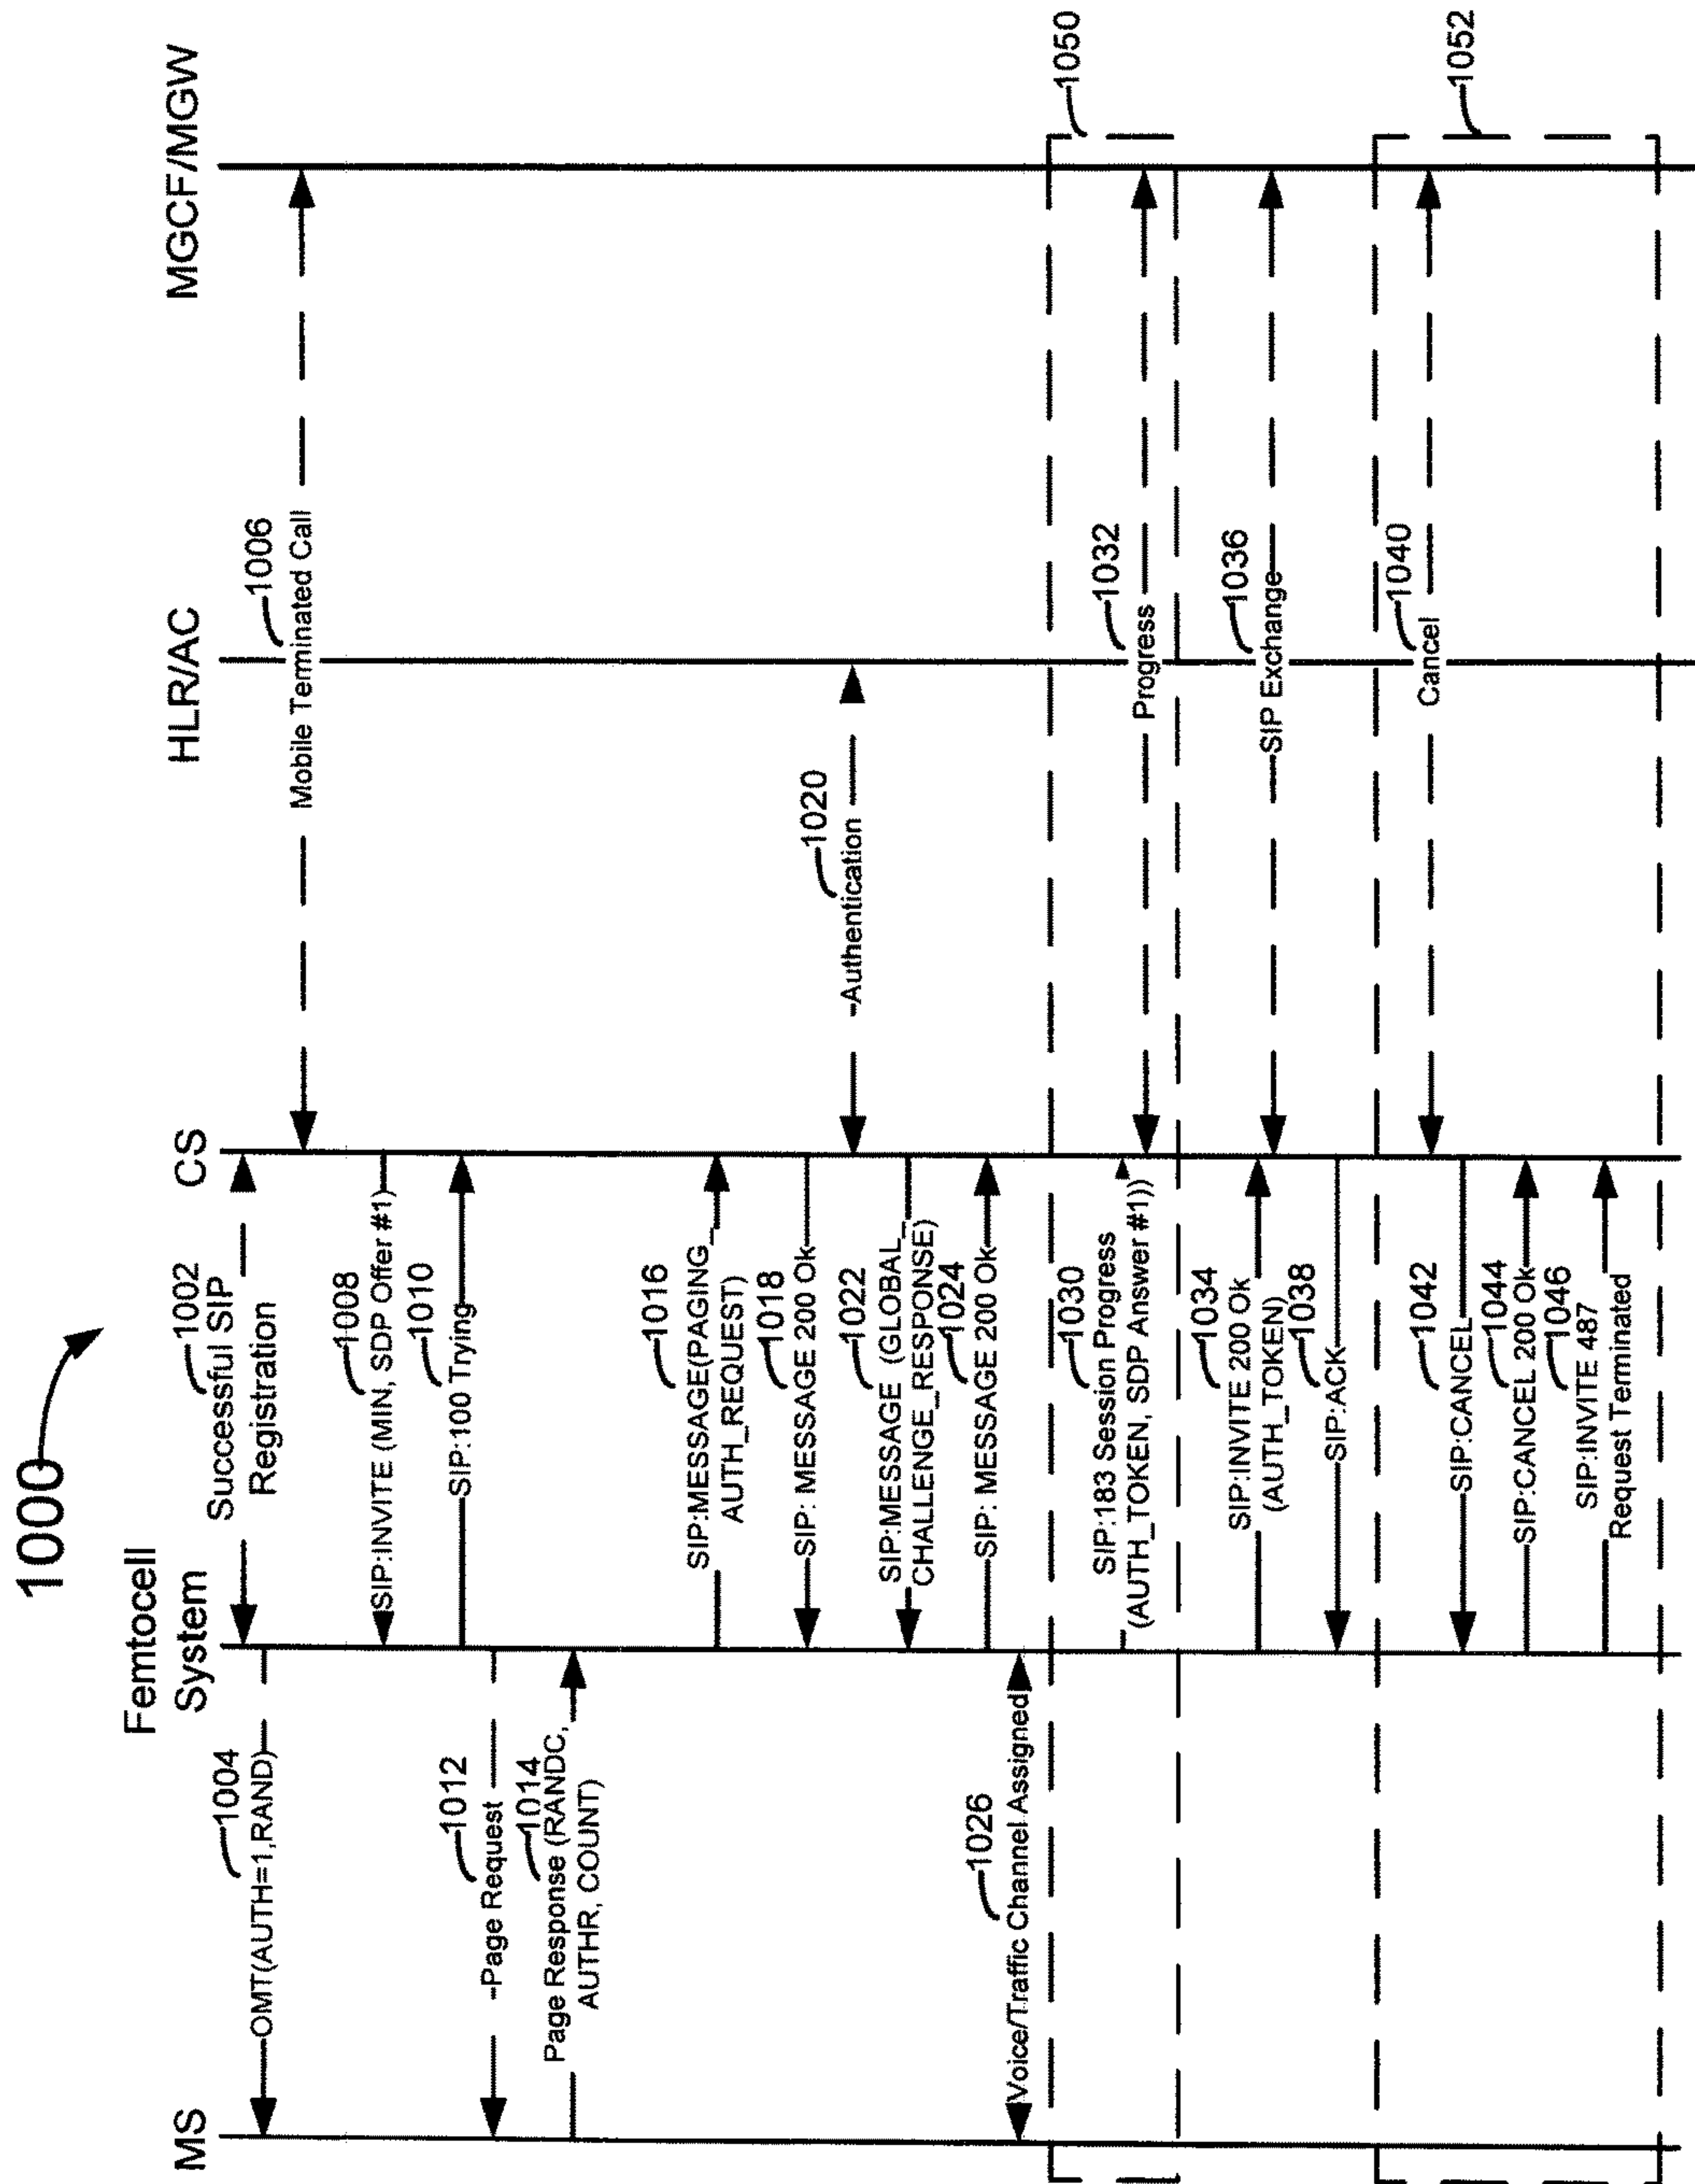 1000
MS
Femtocell
System
CS
HLR/AC
MGCF/MGW
1002
Successful SIP
Registration
1004
OMT(AUTH=1,RAND)
1006
Mobile Terminated Call
1008
SIP:INVITE (MIN, SDP Offer #1)
1010
SIP:100 Trying
1012
Page Request
1014
Page Response (RANDC,
AUTHR, COUNT)
1016
SIP:MESSAGE(PAGING_
AUTH_REQUEST)
1018
SIP: MESSAGE 200 Ok
1020
Authentication
1022
SIP:MESSAGE (GLOBAL_
CHALLENGE_RESPONSE)
1024
SIP: MESSAGE 200 Ok
1026
Voice/Traffic Channel Assigned
1050
1030
SIP:183 Session Progress
(AUTH_TOKEN, SDP Answer #1))
1032
Progress
1034
SIP:INVITE 200 Ok
(AUTH_TOKEN)
1036
SIP Exchange
1038
SIP:ACK
1052
1040
Cancel
1042
SIP:CANCEL
1044
SIP:CANCEL 200 Ok
1046
SIP:INVITE 487
Request Terminated